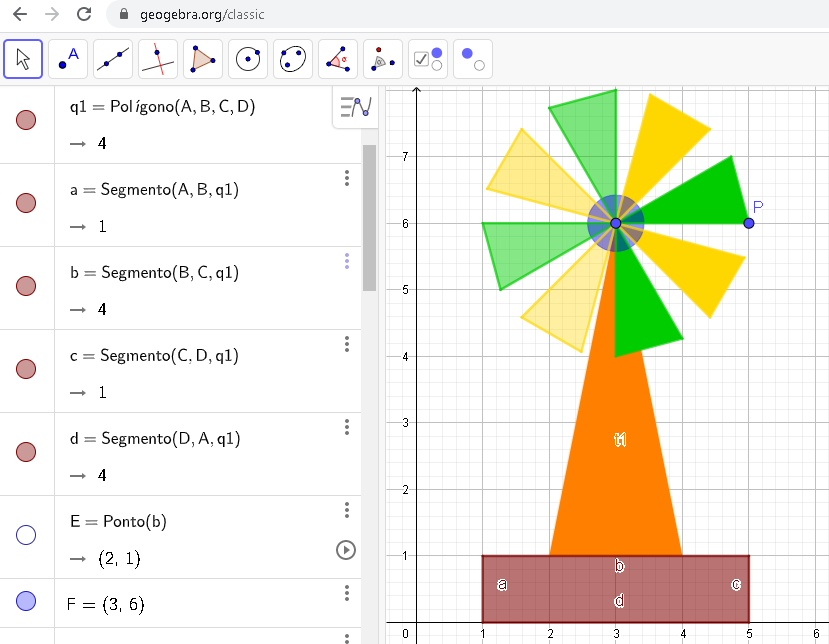 geogebra.org/classic
A
q1 = Polígono(A, B, C, D)
→ 4
a = Segmento(A, B, q1)
→ 1
b = Segmento(B, C, q1)
→ 4
c = Segmento(C, D, q1)
→ 1
d = Segmento(D, A, q1)
→ 4
E = Ponto(b)
→ (2, 1)
F = (3, 6)
7
6
P
5
4
3
2
1
b
a
c
d
0 1 2 3 4 5 6